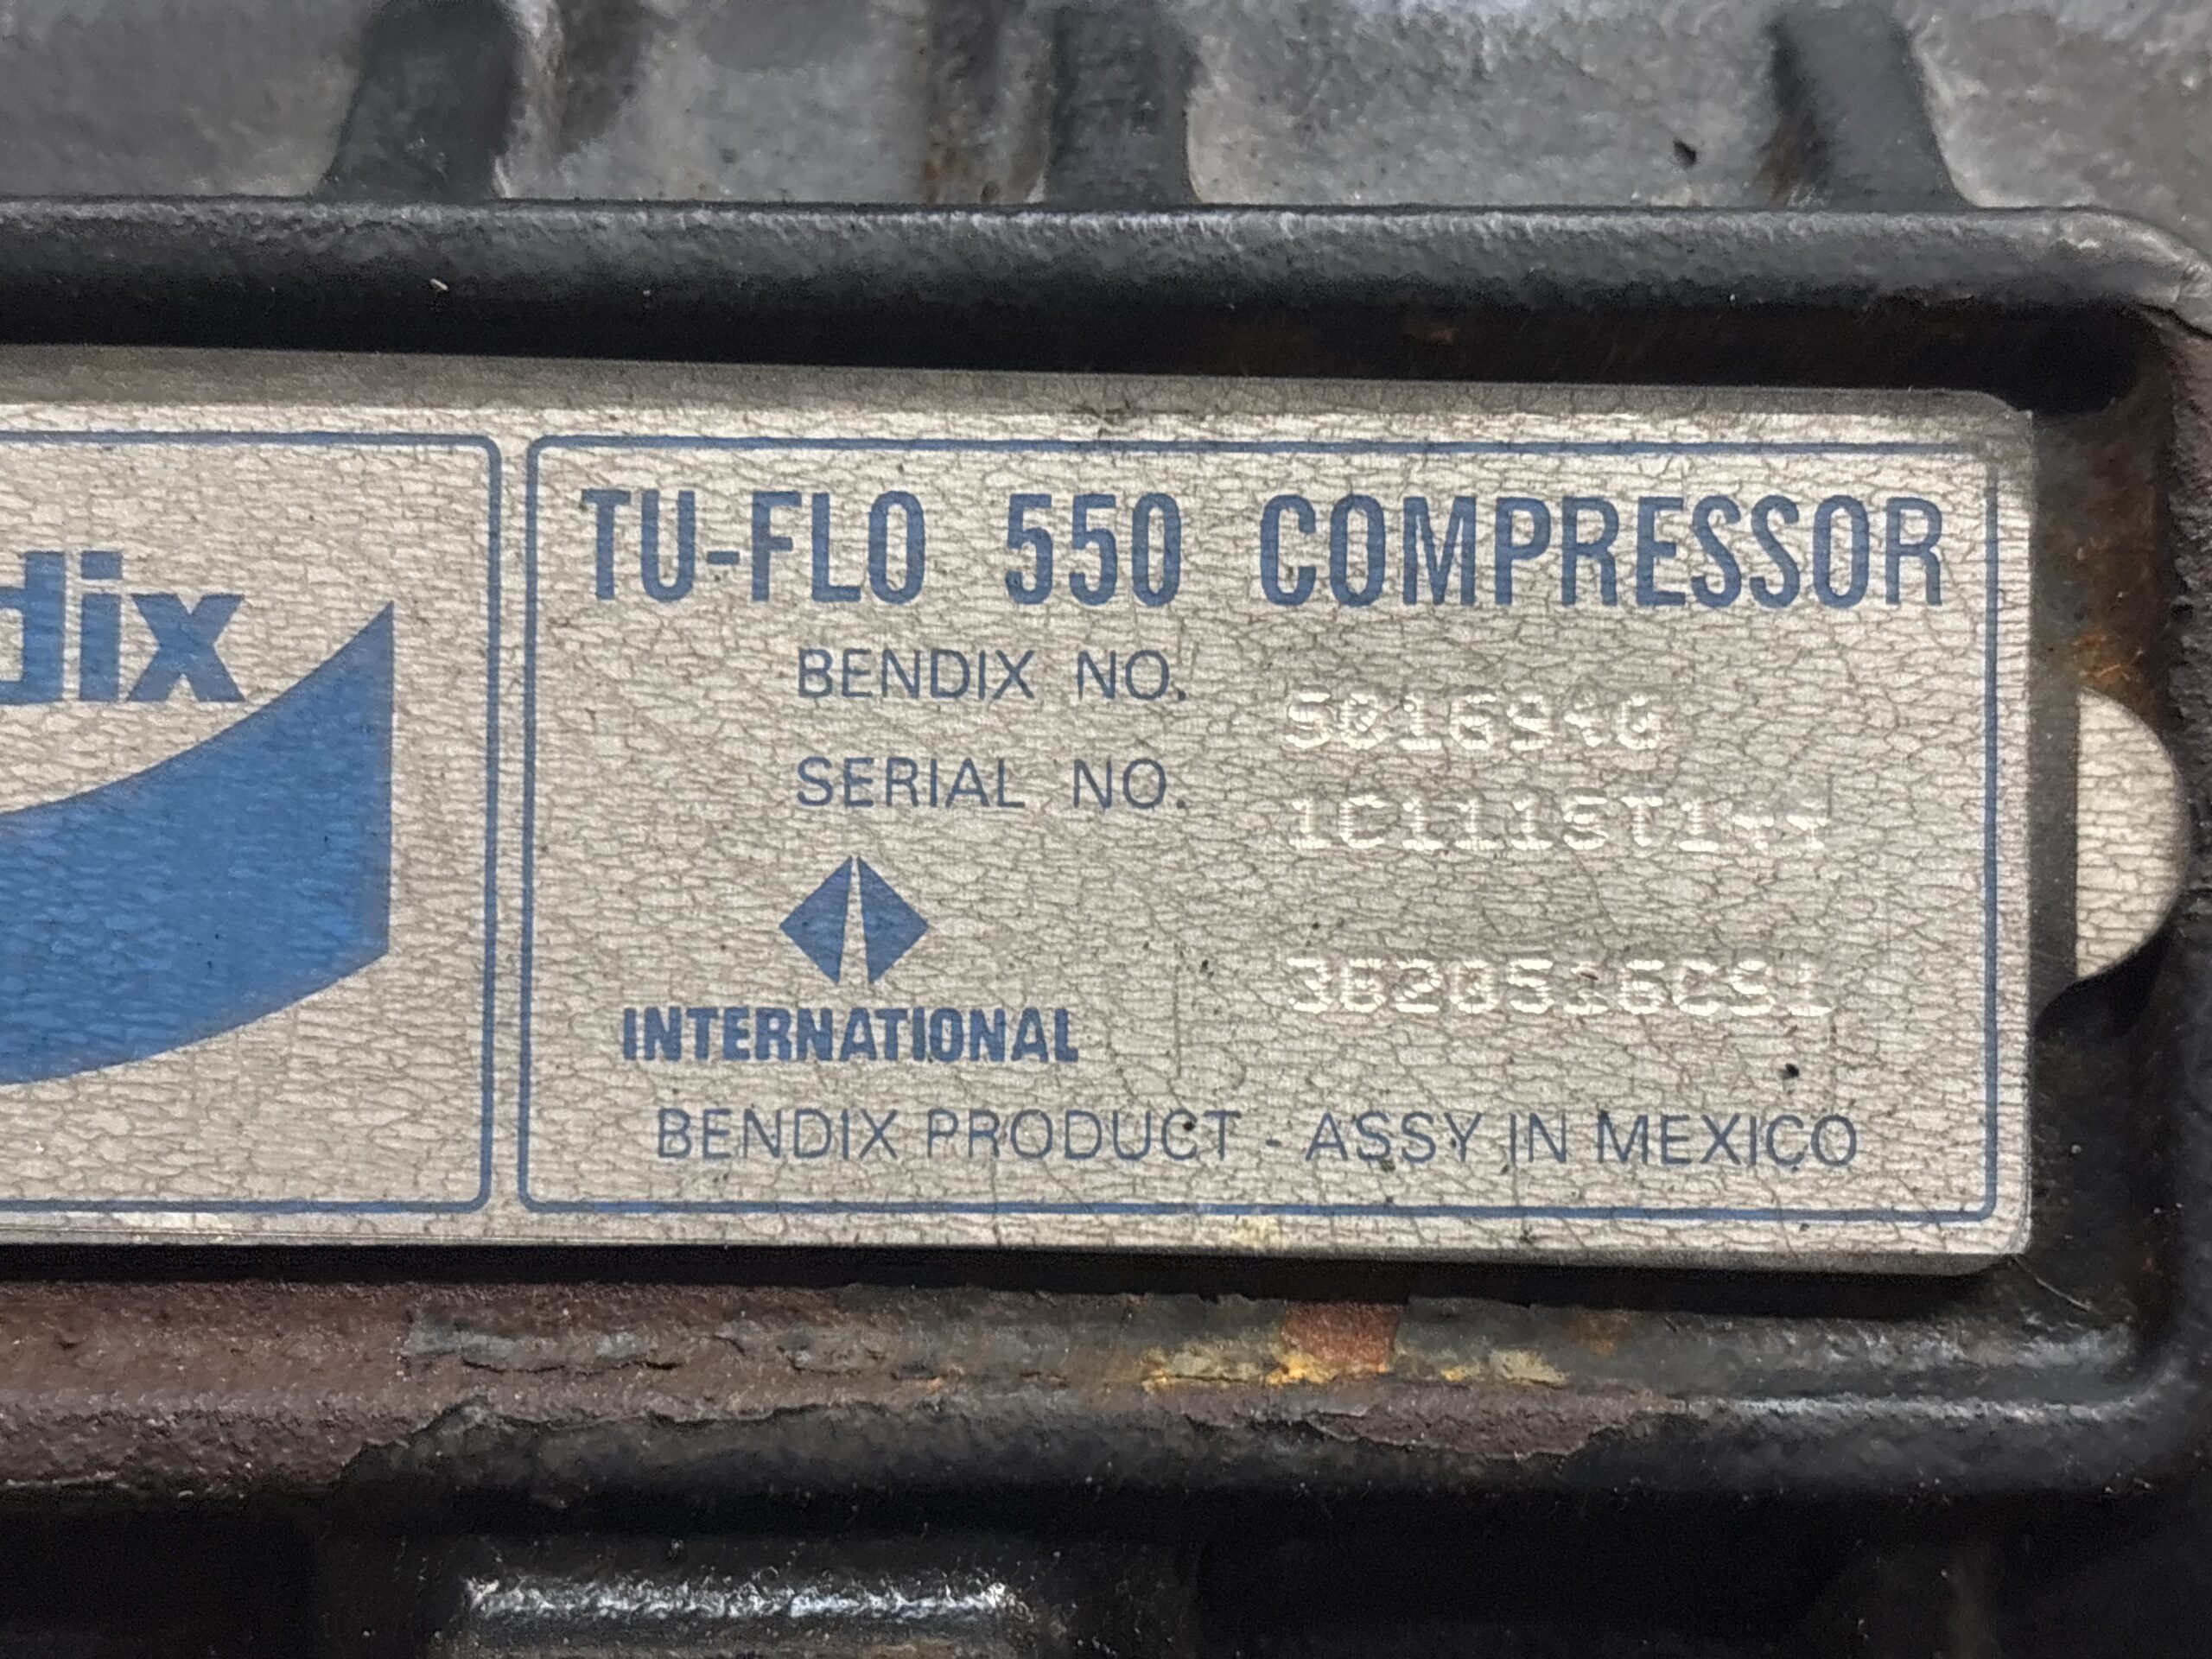 dix
TU-FLO 550 COMPRESSOR
BENDIX NO.
SERIAL NO.
INTERNATIONAL
BENDIX PRODUCT - ASSY IN MEXICO